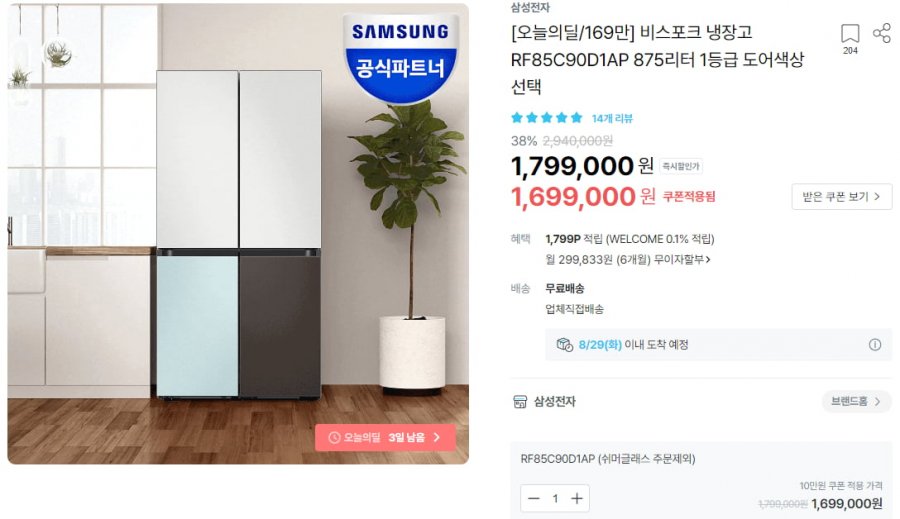 SAMSUNG
공식파트너
오늘의딜 3일 남음
삼성전자
[오늘의딜/169만] 비스포크 냉장고
RF85C90D1AP 875리터 1등급 도어색상
선택
204
14개 리뷰
38% 2,940,000원
1,799,000 원 즉시할인가
1,699,000 원 쿠폰적용됨
받은 쿠폰 보기
혜택 1,799P 적립 (WELCOME 0.1% 적립)
월 299,833원 (6개월) 무이자할부
배송 무료배송
업체직접배송
8/29(화) 이내 도착 예정
삼성전자
브랜드홈
RF85C90D1AP (쉬머글래스 주문제외)
1
10만원 쿠폰 적용 가격
1,799,000원 1,699,000원